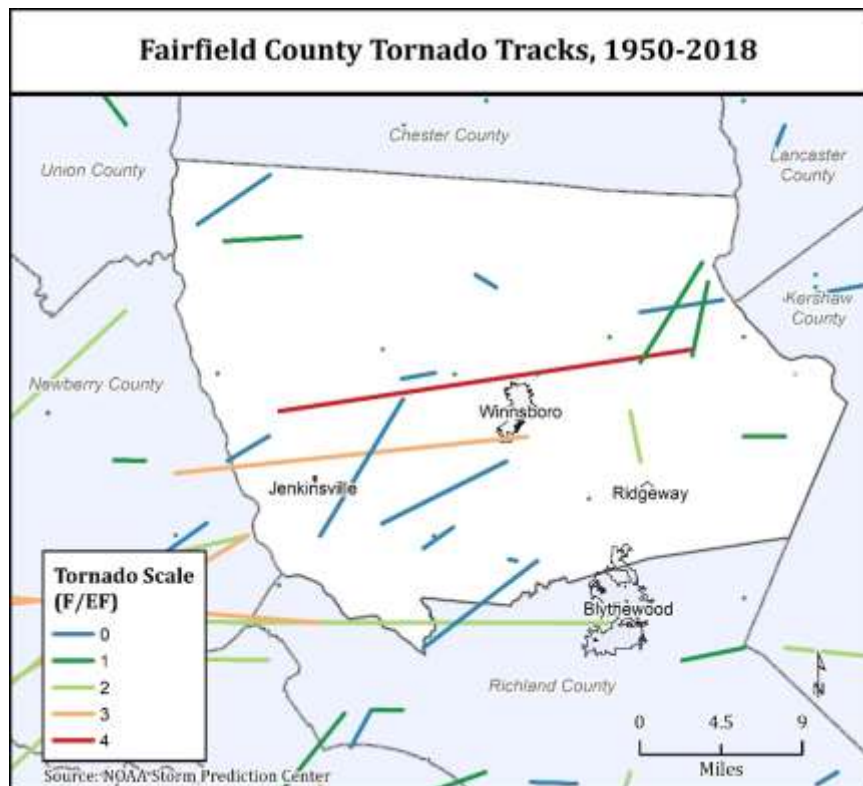 Fairfield County Tornado Tracks, 1950-2018
Chester County
Union County
Lancaster
County
Kershaw
County
Newberry County
Winnsboro
Jenkinsville
Ridgeway
Tornado Scale
(F/EF)
0
1
2
3
4
Blythewood
Richland County
N
0 4.5 9
Miles
Source: NOAA Storm Prediction Center